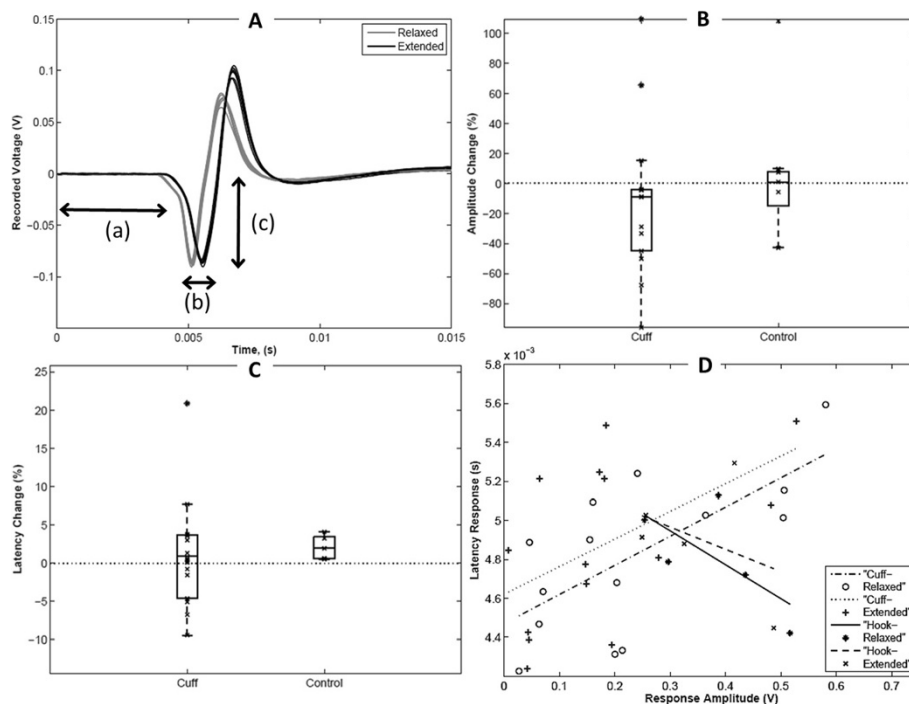 A
0.15
0.1
0.05
0
−0.05
−0.1
Recorded Voltage (V)
Relaxed
Extended
(a)
(b)
(c)
0
0.005
0.01
0.015
Time, (s)
B
100
80
60
40
20
0
−20
−40
−60
−80
Amplitude Change (%)
Cuff
Control
C
25
20
15
10
5
0
−5
−10
Latency Change (%)
Cuff
Control
D
x 10⁻³
5.8
5.6
5.4
5.2
5
4.8
4.6
4.4
Latency Response (s)
"Cuff−
Relaxed"
"Cuff−
Extended"
"Hook−
Relaxed"
"Hook−
Extended"
0
0.1
0.2
0.3
0.4
0.5
0.6
0.7
Response Amplitude (V)